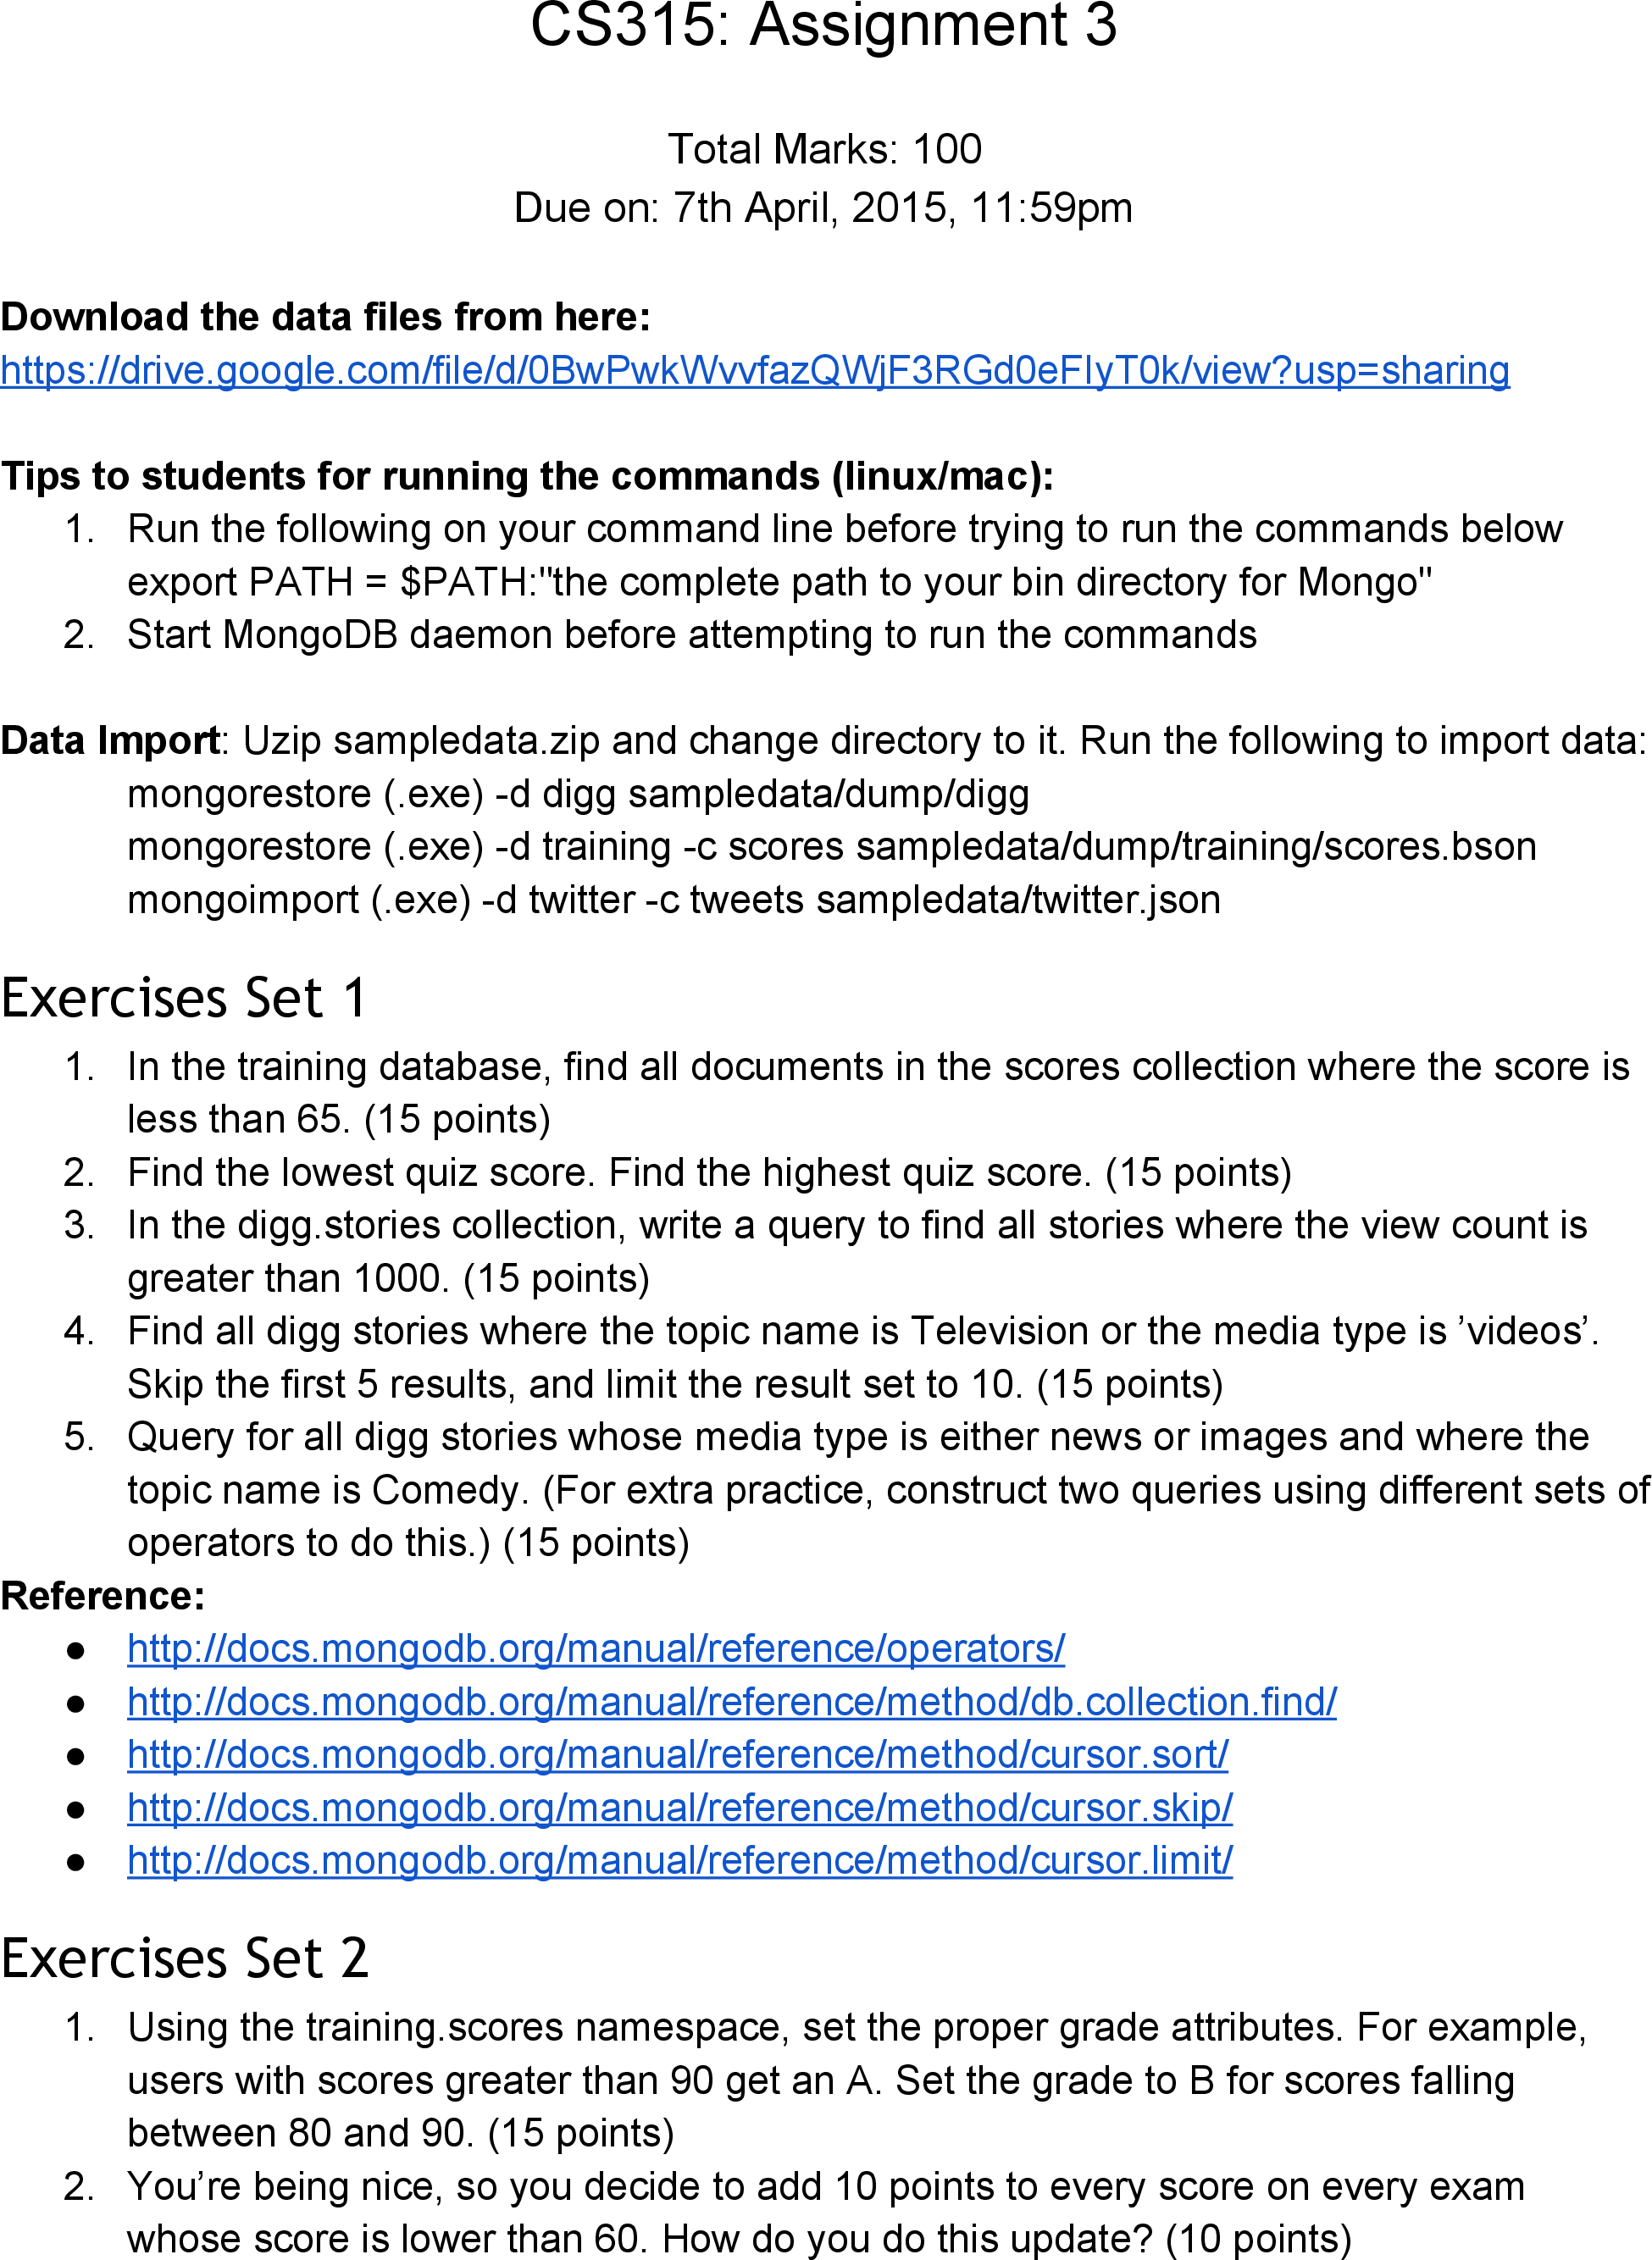 CS315: Assignment 3
Total Marks: 100
Due on: 7th April, 2015, 11:59pm
Download the data files from here:
https://drive.google.com/file/d/0BwPwkWvvfazQWjF3RGd0eFIyT0k/view?usp=sharing
Tips to students for running the commands (linux/mac):
1. Run the following on your command line before trying to run the commands below
export PATH = $PATH:"the complete path to your bin directory for Mongo"
2. Start MongoDB daemon before attempting to run the commands
Data Import: Uzip sampledata.zip and change directory to it. Run the following to import data:
mongorestore (.exe) -d digg sampledata/dump/digg
mongorestore (.exe) -d training -c scores sampledata/dump/training/scores.bson
mongoimport (.exe) -d twitter -c tweets sampledata/twitter.json
Exercises Set 1
1. In the training database, find all documents in the scores collection where the score is
less than 65. (15 points)
2. Find the lowest quiz score. Find the highest quiz score. (15 points)
3. In the digg.stories collection, write a query to find all stories where the view count is
greater than 1000. (15 points)
4. Find all digg stories where the topic name is Television or the media type is ’videos’.
Skip the first 5 results, and limit the result set to 10. (15 points)
5. Query for all digg stories whose media type is either news or images and where the
topic name is Comedy. (For extra practice, construct two queries using different sets of
operators to do this.) (15 points)
Reference:
● http://docs.mongodb.org/manual/reference/operators/
● http://docs.mongodb.org/manual/reference/method/db.collection.find/
● http://docs.mongodb.org/manual/reference/method/cursor.sort/
● http://docs.mongodb.org/manual/reference/method/cursor.skip/
● http://docs.mongodb.org/manual/reference/method/cursor.limit/
Exercises Set 2
1. Using the training.scores namespace, set the proper grade attributes. For example,
users with scores greater than 90 get an A. Set the grade to B for scores falling
between 80 and 90. (15 points)
2. You’re being nice, so you decide to add 10 points to every score on every exam
whose score is lower than 60. How do you do this update? (10 points)